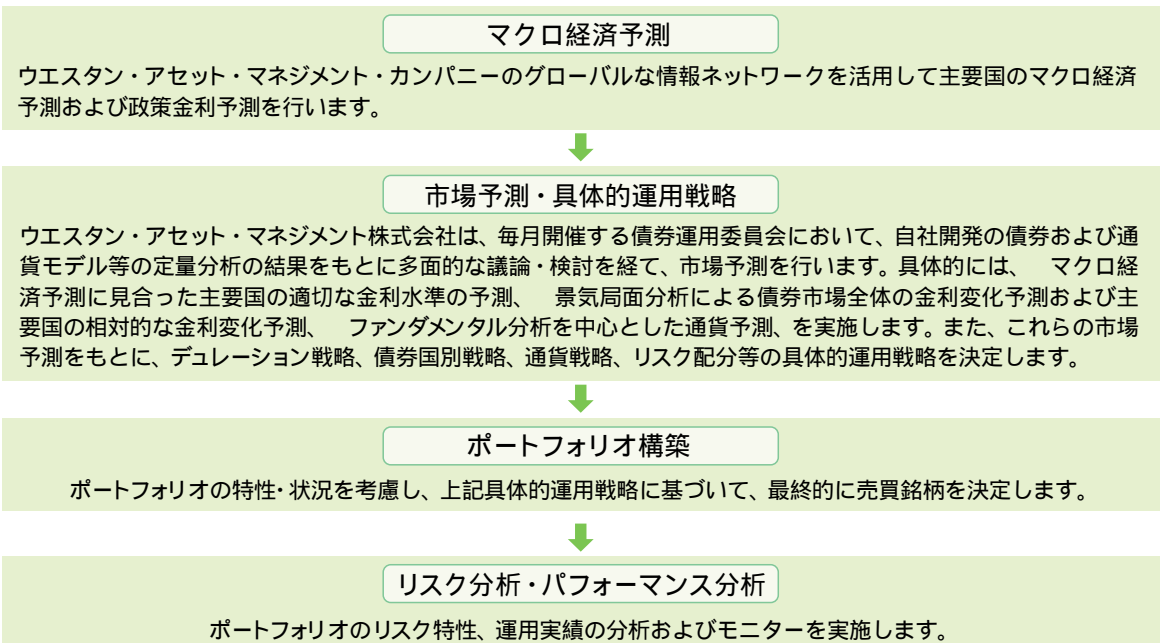 マクロ経済予測
ウエスタン・アセット・マネジメント・カンパニーのグローバルな情報ネットワークを活用して主要国のマクロ経済
予測および政策金利予測を行います。
市場予測・具体的運用戦略
ウエスタン・アセット・マネジメント株式会社は、毎月開催する債券運用委員会において、自社開発の債券および通
貨モデル等の定量分析の結果をもとに多面的な議論・検討を経て、市場予測を行います。具体的には、　マクロ経
済予測に見合った主要国の適切な金利水準の予測、　景気局面分析による債券市場全体の金利変化予測および主
要国の相対的な金利変化予測、　ファンダメンタル分析を中心とした通貨予測、を実施します。また、これらの市場
予測をもとに、デュレーション戦略、債券国別戦略、通貨戦略、リスク配分等の具体的運用戦略を決定します。
ポートフォリオ構築
ポートフォリオの特性・状況を考慮し、上記具体的運用戦略に基づいて、最終的に売買銘柄を決定します。
リスク分析・パフォーマンス分析
ポートフォリオのリスク特性、運用実績の分析およびモニターを実施します。